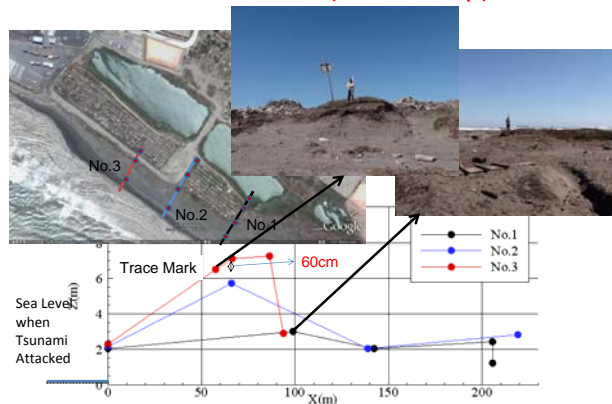 No.3
No.2
No.1
Google
Trace Mark
60cm
No.1
No.2
No.3
Sea Level
when
Tsunami
Attacked
Z(m)
8
6
4
2
0
0
50
100
150
200
X(m)